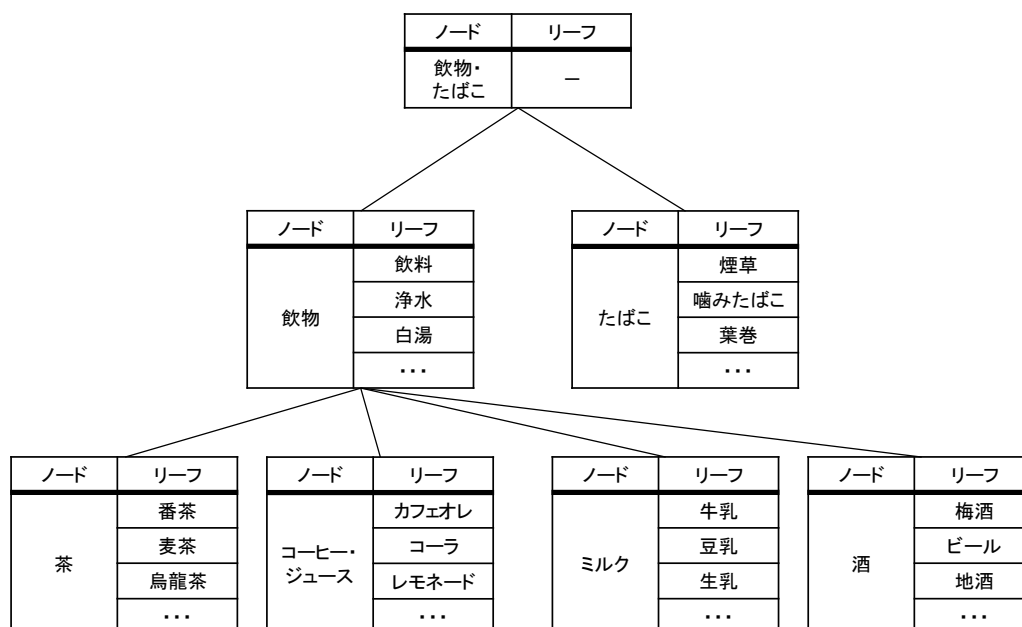 ノード リーフ
飲物・
たばこ
－
ノード リーフ
飲物
飲料
浄水
白湯
・・・
ノード リーフ
たばこ
煙草
噛みたばこ
葉巻
・・・
ノード リーフ
茶
番茶
麦茶
烏龍茶
・・・
ノード リーフ
コーヒー・
ジュース
カフェオレ
コーラ
レモネード
・・・
ノード リーフ
ミルク
牛乳
豆乳
生乳
・・・
ノード リーフ
酒
梅酒
ビール
地酒
・・・